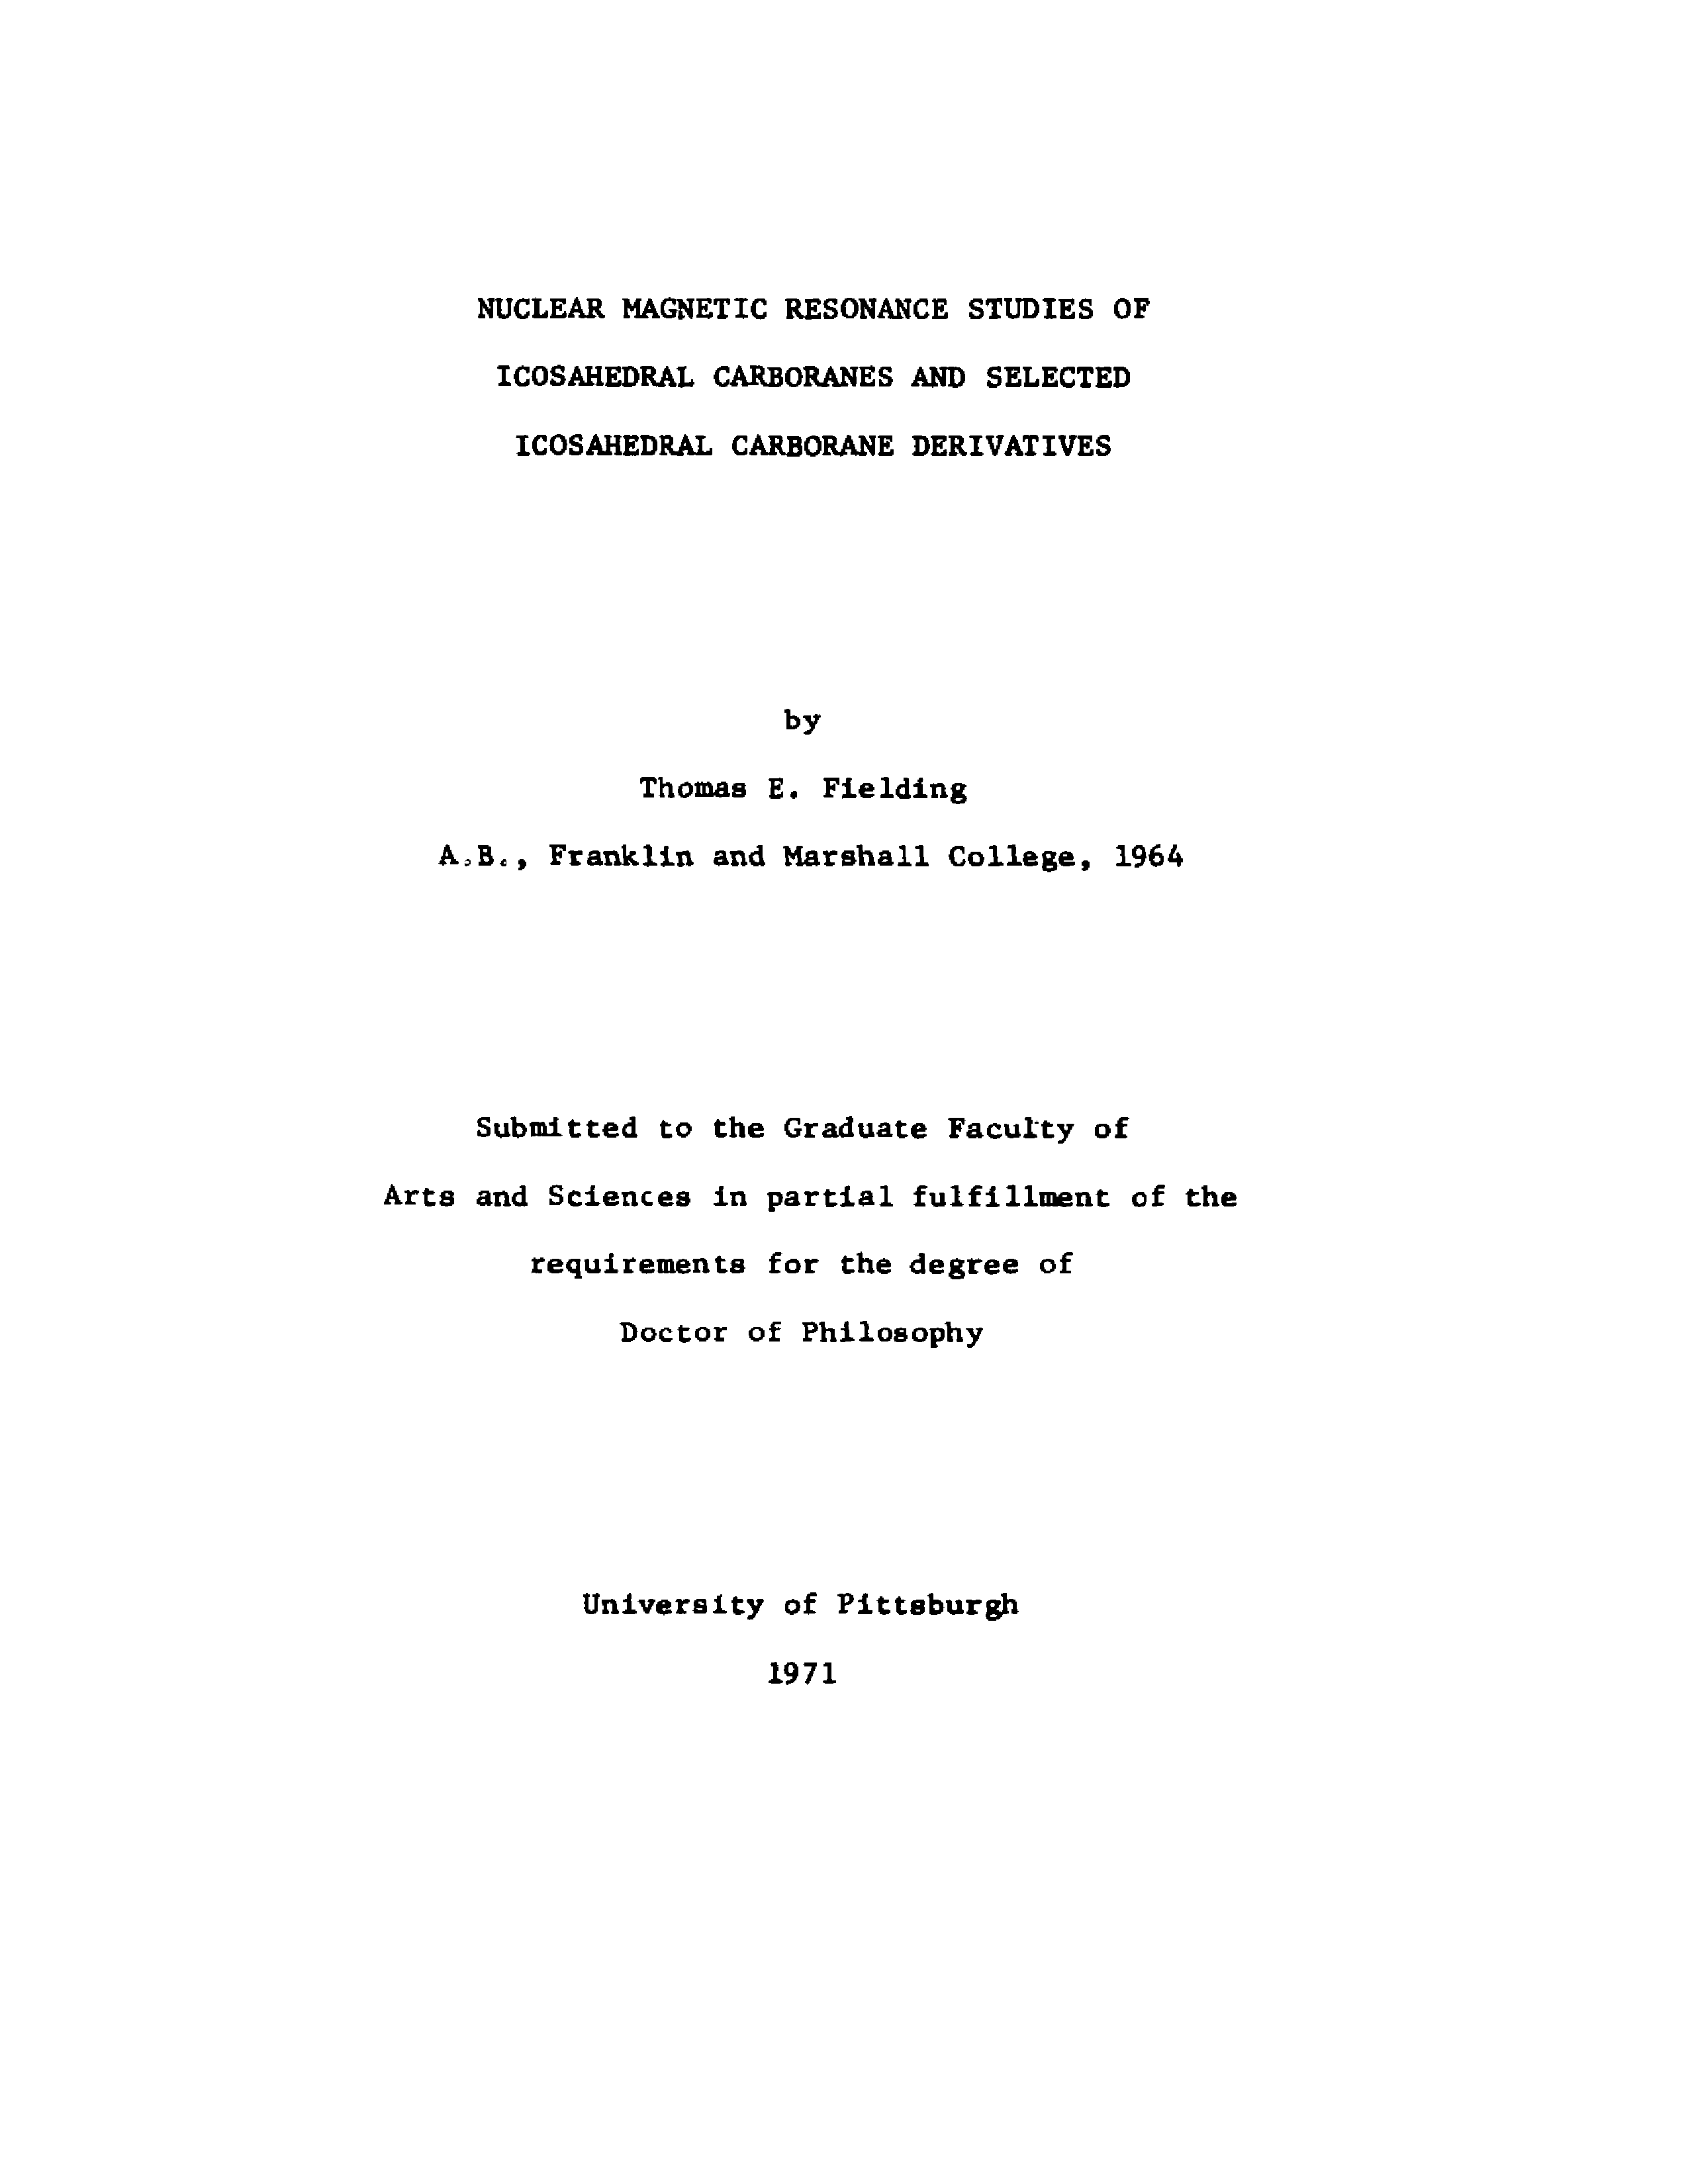 NUCLEAR MAGNETIC RESONANCE STUDIES OF
ICOSAHEDRAL CARBORANES AND SELECTED
ICOSAHEDRAL CARBORANE DERIVATIVES
by
Thomas E. Fielding
A.B., Franklin and Marshall College, 1964
Submitted to the Graduate Faculty of
Arts and Sciences in partial fulfillment of the
requirements for the degree of
Doctor of Philosophy
University of Pittsburgh
1971